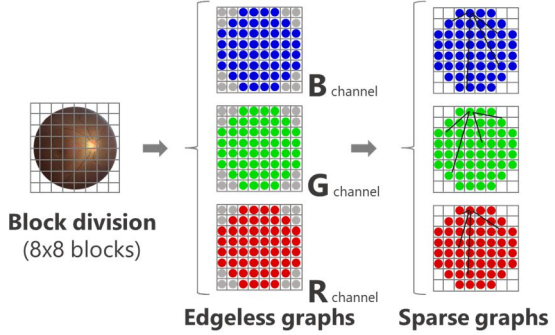 B channel
G channel
R channel
Block division
(8x8 blocks)
Edgeless graphs
Sparse graphs